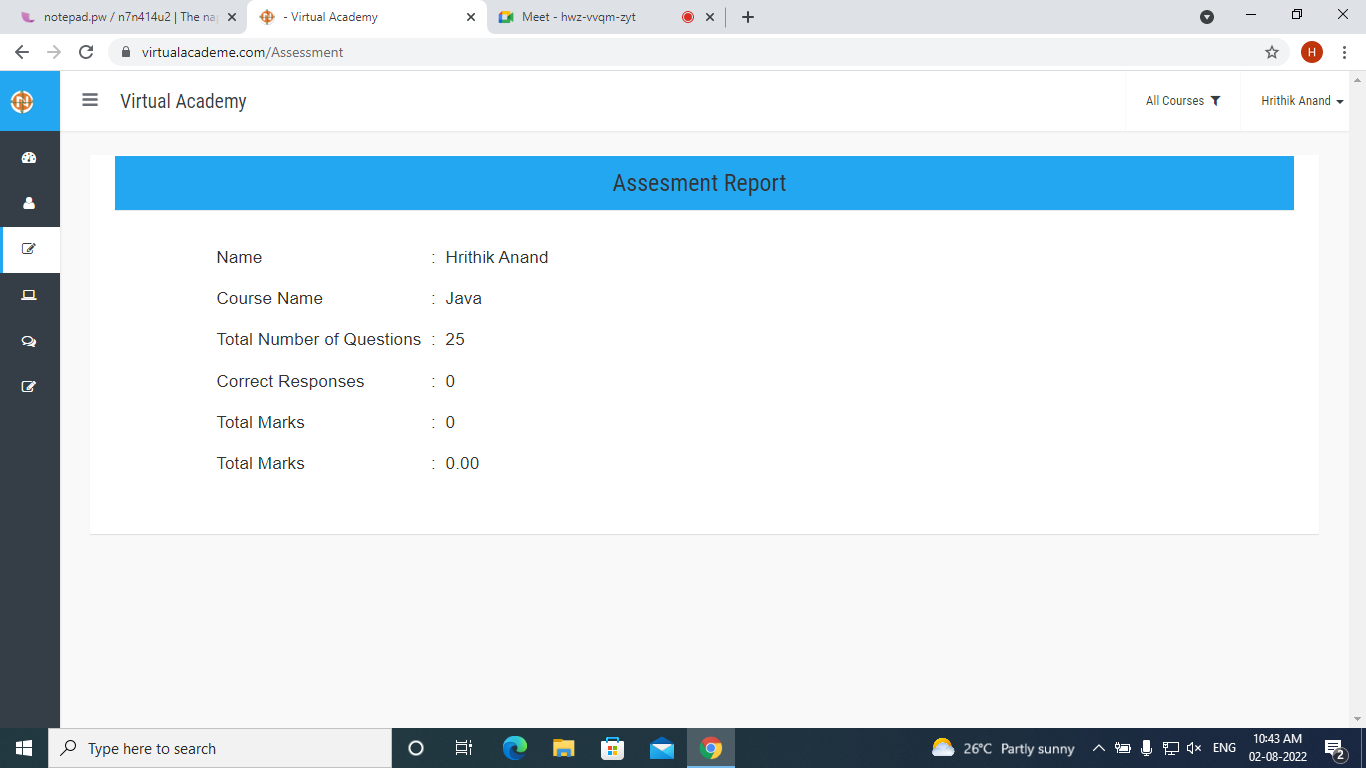 notepad.pw / n7n414u2 | The na
- Virtual Academy
Meet - hwz-vvqm-zyt
virtualacademe.com/Assessment
H
Virtual Academy
All Courses
Hrithik Anand
Assesment Report
Name : Hrithik Anand
Course Name : Java
Total Number of Questions : 25
Correct Responses : 0
Total Marks : 0
Total Marks : 0.00
Type here to search
26°C Partly sunny
ENG
10:43 AM
02-08-2022
2